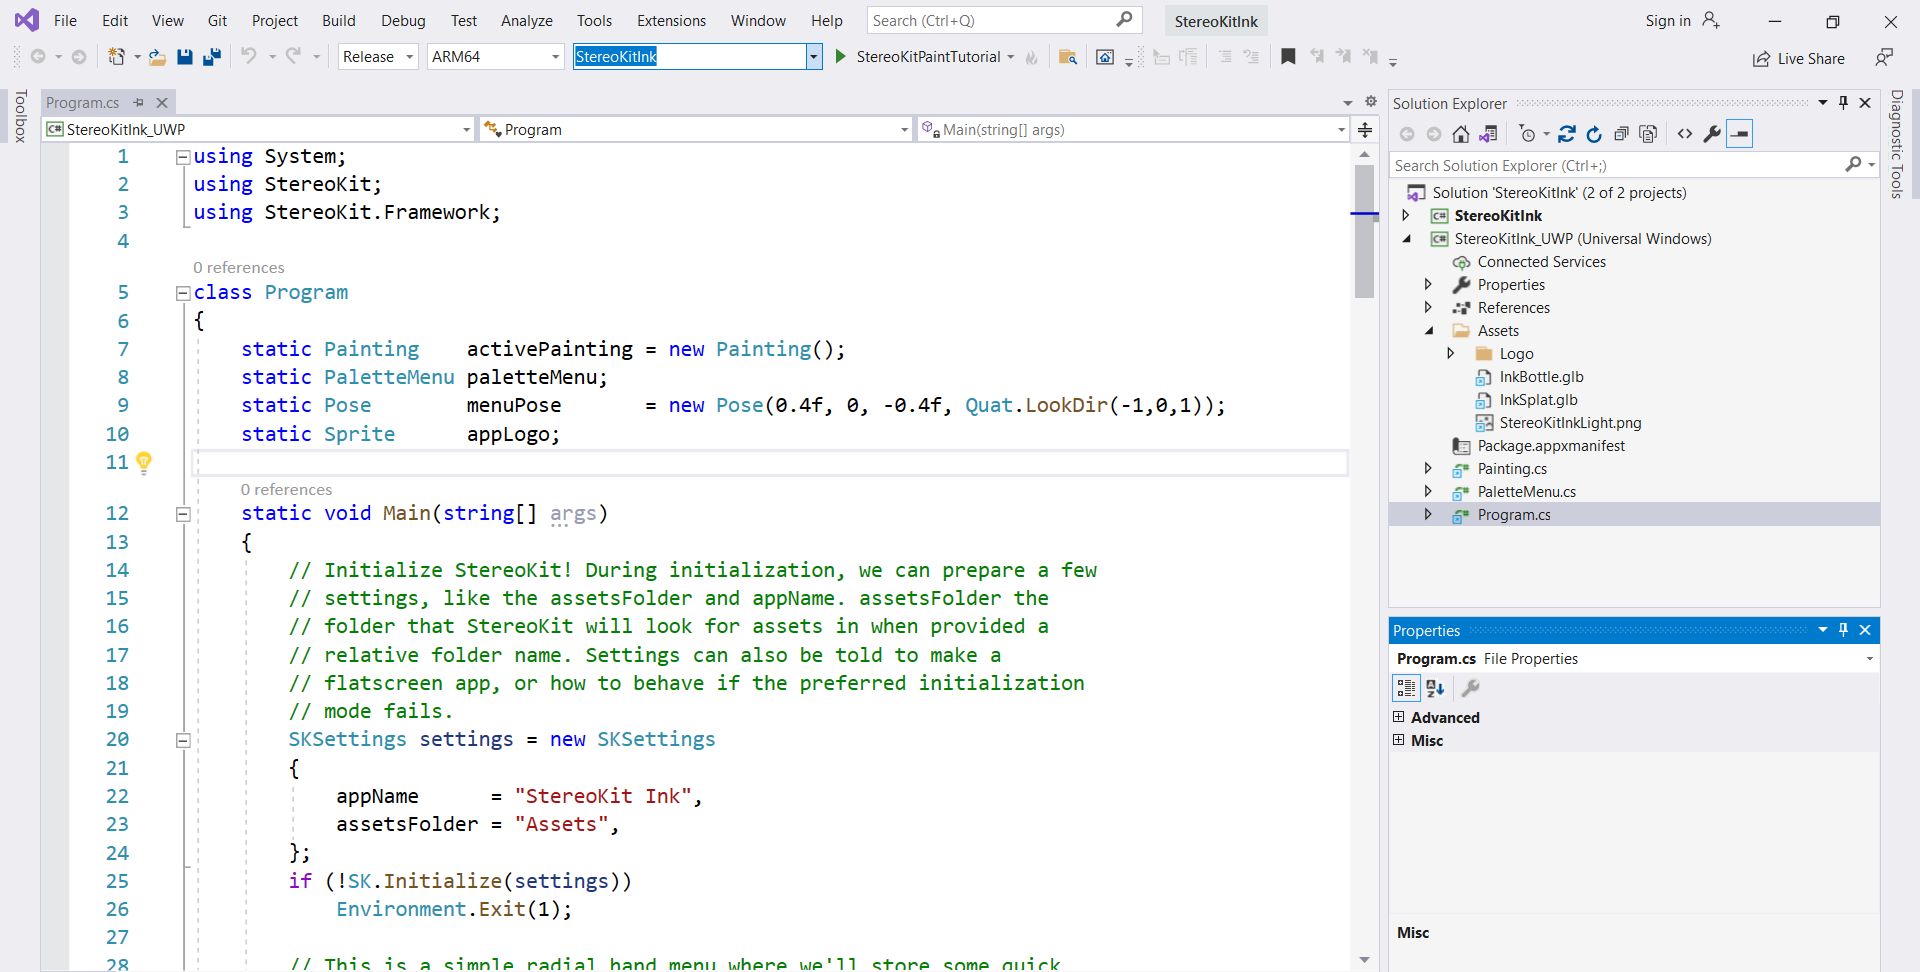 File Edit View Git Project Build Debug Test Analyze Tools Extensions Window Help Search (Ctrl+Q) StereoKitInk Sign in
Release ARM64 StereoKitInk StereoKitPaintTutorial Live Share
Toolbox
Program.cs
StereoKitInk_UWP Program Main(string[] args)
1 using System;
2 using StereoKit;
3 using StereoKit.Framework;
4
0 references
5 class Program
6 {
7 static Painting activePainting = new Painting();
8 static PaletteMenu paletteMenu;
9 static Pose menuPose = new Pose(0.4f, 0, -0.4f, Quat.LookDir(-1,0,1));
10 static Sprite appLogo;
11
0 references
12 static void Main(string[] args)
13 {
14 // Initialize StereoKit! During initialization, we can prepare a few
15 // settings, like the assetsFolder and appName. assetsFolder the
16 // folder that StereoKit will look for assets in when provided a
17 // relative folder name. Settings can also be told to make a
18 // flatscreen app, or how to behave if the preferred initialization
19 // mode fails.
20 SKSettings settings = new SKSettings
21 {
22 appName = "StereoKit Ink",
23 assetsFolder = "Assets",
24 };
25 if (!SK.Initialize(settings))
26 Environment.Exit(1);
27
28 // This is a simple radial hand menu where we'll store some quick
Solution Explorer
Search Solution Explorer (Ctrl+;)
Solution 'StereoKitInk' (2 of 2 projects)
C# StereoKitInk
C# StereoKitInk_UWP (Universal Windows)
Connected Services
Properties
References
Assets
Logo
InkBottle.glb
InkSplat.glb
StereoKitInkLight.png
Package.appxmanifest
Painting.cs
PaletteMenu.cs
Program.cs
Properties
Program.cs File Properties
Advanced
Misc
Misc
Diagnostic Tools